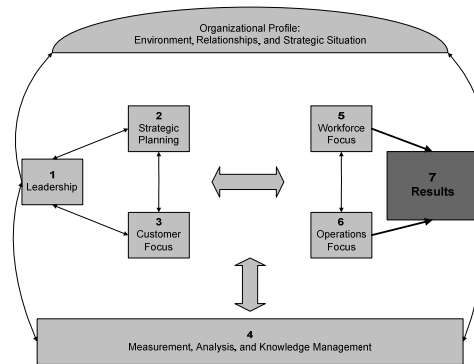 Organizational Profile:
Environment, Relationships, and Strategic Situation
2
Strategic
Planning
5
Workforce
Focus
1
Leadership
7
Results
3
Customer
Focus
6
Operations
Focus
4
Measurement, Analysis, and Knowledge Management